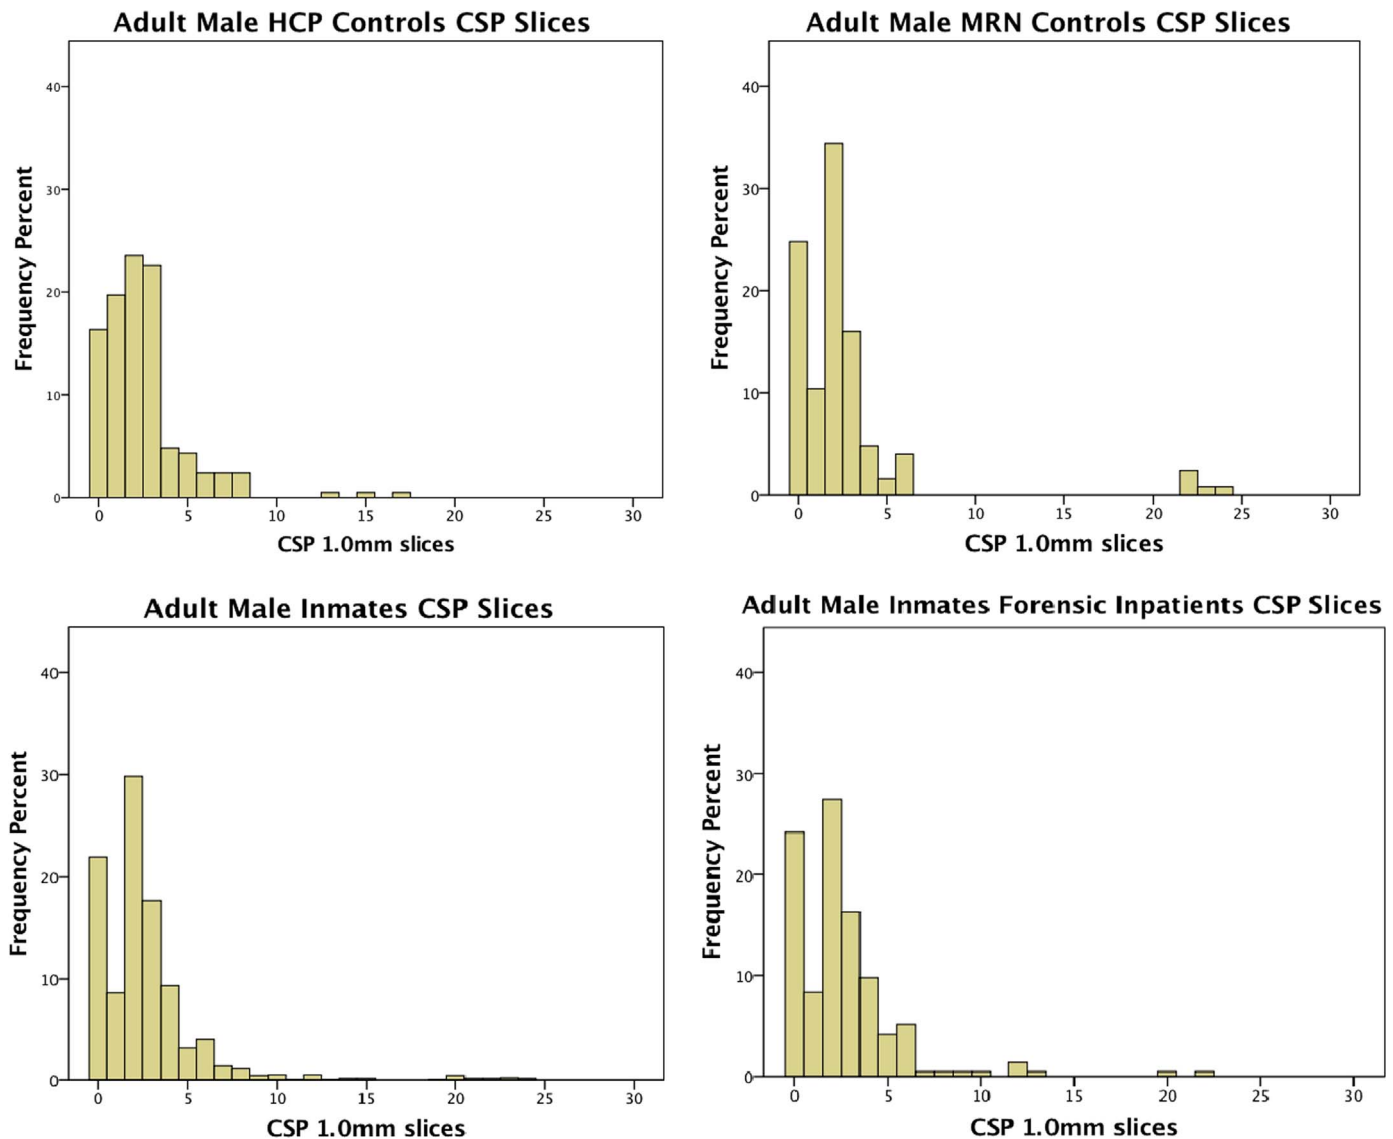 Adult Male HCP Controls CSP Slices
Frequency Percent
40
30
20
10
0
0 5 10 15 20 25 30
CSP 1.0mm slices
Adult Male MRN Controls CSP Slices
Frequency Percent
40
30
20
10
0
0 5 10 15 20 25 30
CSP 1.0mm slices
Adult Male Inmates CSP Slices
Frequency Percent
40
30
20
10
0
0 5 10 15 20 25 30
CSP 1.0mm slices
Adult Male Inmates Forensic Inpatients CSP Slices
Frequency Percent
40
30
20
10
0
0 5 10 15 20 25 30
CSP 1.0mm slices